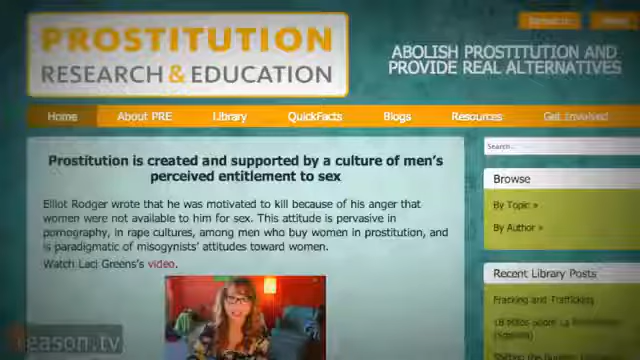 PROSTITUTION
RESEARCH & EDUCATION
ABOLISH PROSTITUTION AND
PROVIDE REAL ALTERNATIVES
Home About PRE Library QuickFacts Blogs Resources Get Involved
Search...
Prostitution is created and supported by a culture of men's
perceived entitlement to sex
Elliot Rodger wrote that he was motivated to kill because of his anger that
women were not available to him for sex. This attitude is pervasive in
pornography, in rape cultures, among men who buy women in prostitution, and
is paradigmatic of misogynists' attitudes toward women.
Watch Laci Greens's video.
Browse
By Topic »
By Author »
Recent Library Posts
Fracking and Trafficking
reason.tv